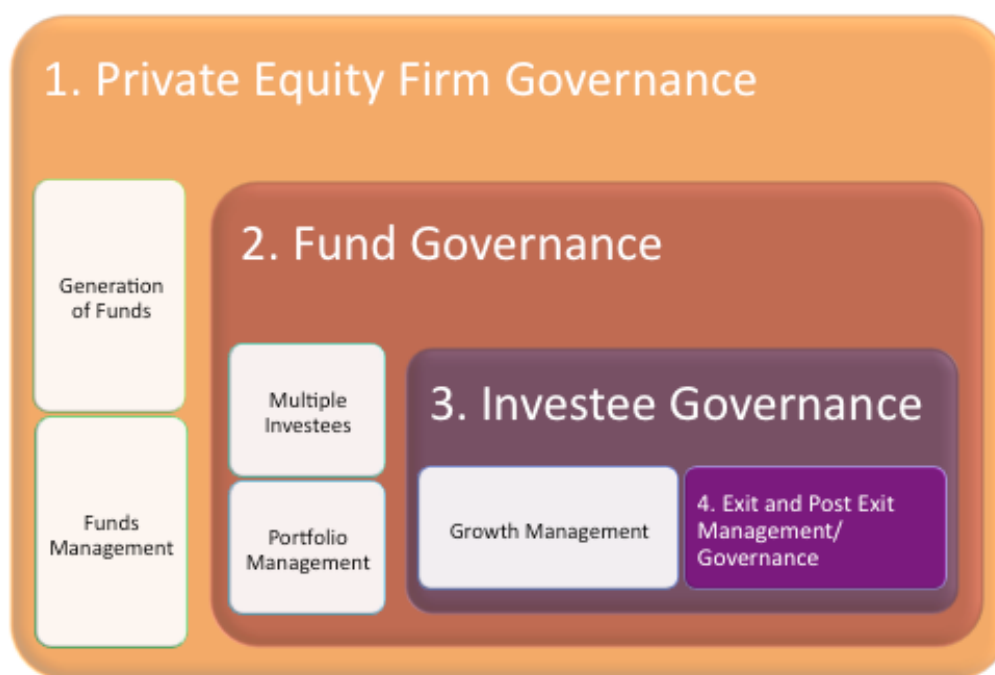 1. Private Equity Firm Governance
Generation
of Funds
Funds
Management
2. Fund Governance
Multiple
Investees
Portfolio
Management
3. Investee Governance
Growth Management
4. Exit and Post Exit
Management/
Governance